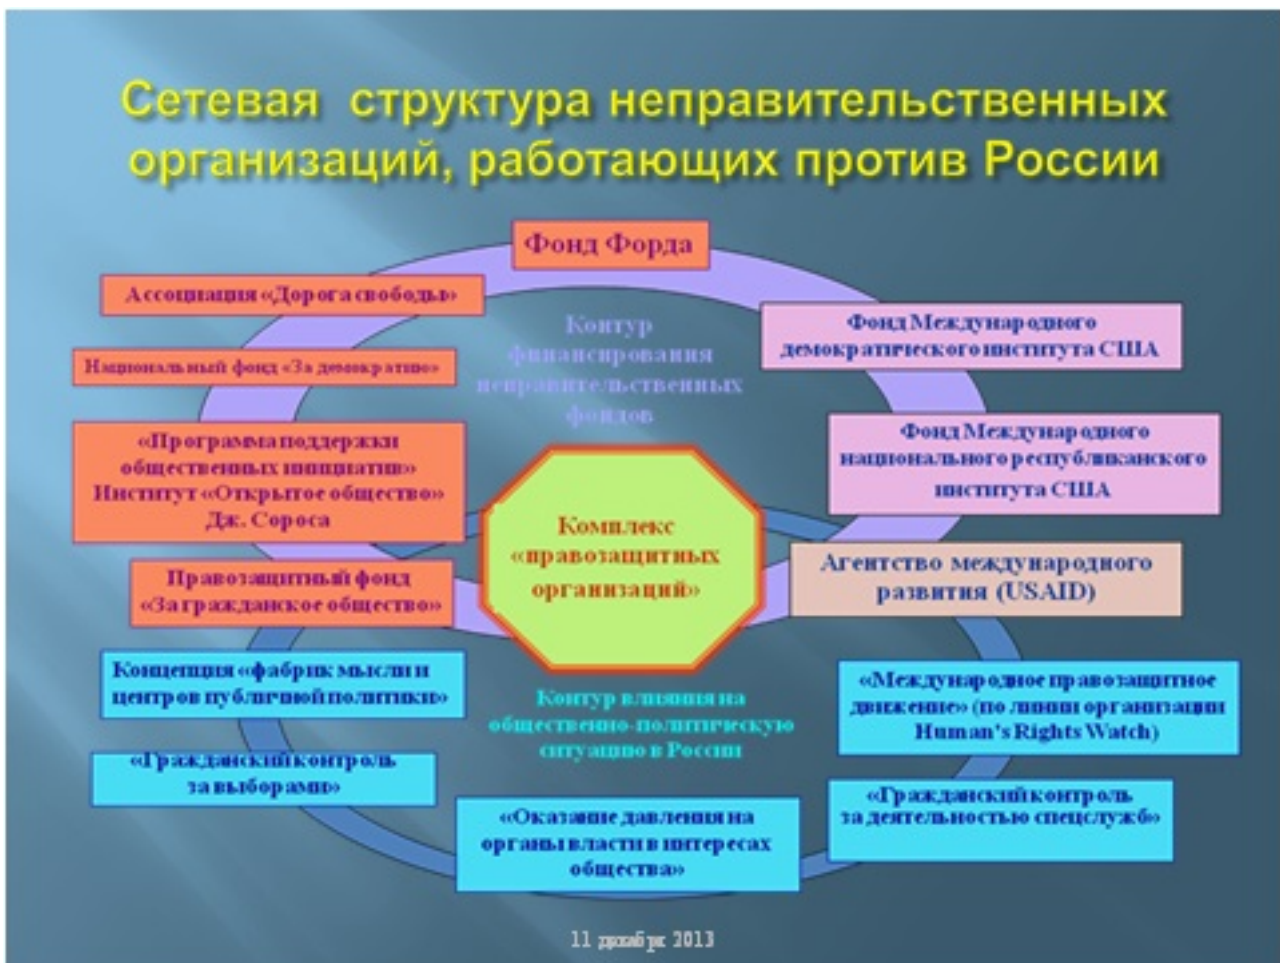 Сетевая структура неправительственных
организаций, работающих против России
Фонд Форда
Ассоциация «Дорога свободы»
Национальный фонд «За демократию»
«Программа поддержки
общественных инициатив»
Институт «Открытое общество»
Дж. Сороса
Правозащитный фонд
«За гражданское общество»
Контур
финансирования
неправительственных
фондов
Фонд Международного
демократического института США
Фонд Международного
национального республиканского
института США
Агентство международного
развития (USAID)
Комплекс
«правозащитных
организаций»
Концепция «фабрик мысли и
центров публичной политики»
«Гражданский контроль
за выборами»
Контур влияния на
общественно-политическую
ситуацию в России
«Оказание давления на
органы власти в интересах
общества»
«Международное правозащитное
движение» (по линии организации
Human's Rights Watch)
«Гражданский контроль
за деятельностью спецслужб»
11 декабря 2013